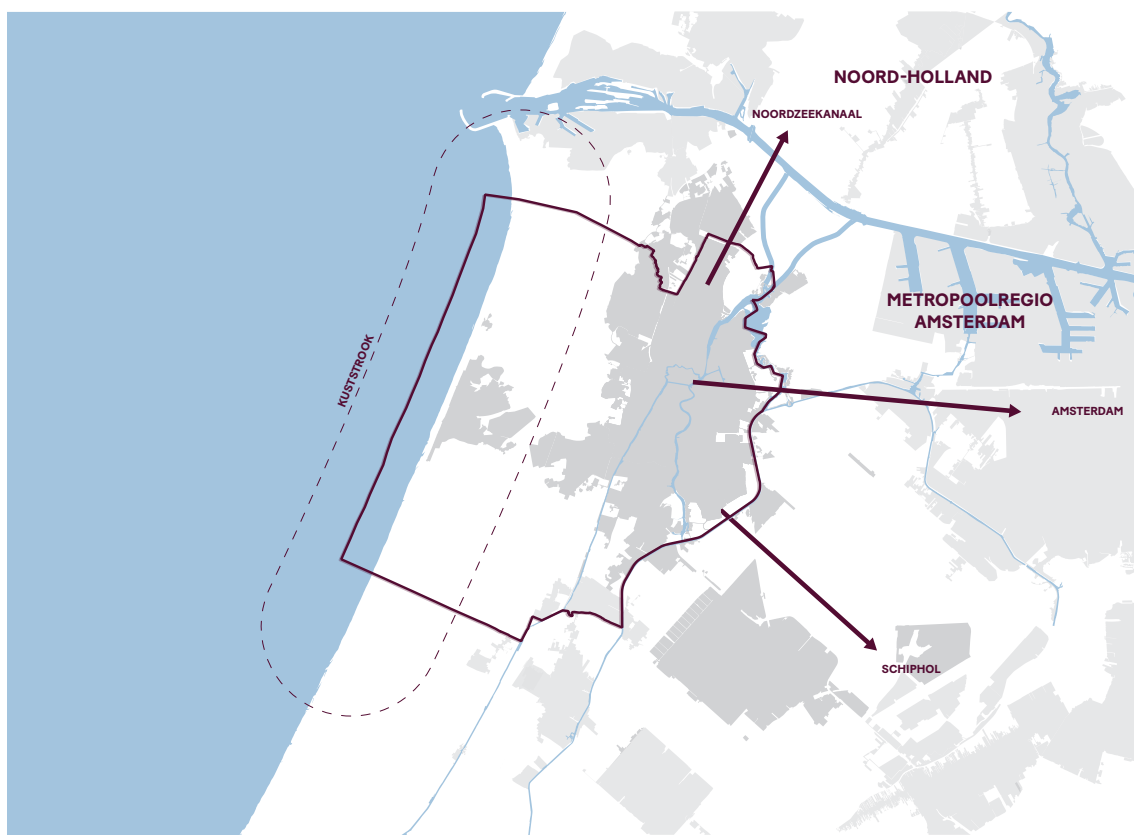 NOORD-HOLLAND
NOORDZEEKANAAL
METROPOOLREGIO
AMSTERDAM
KUSTSTROOK
AMSTERDAM
SCHIPHOL